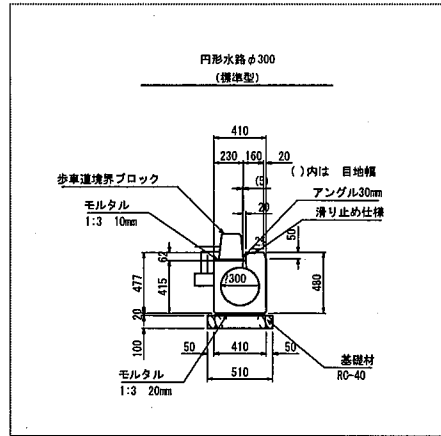 円形水路φ300
(標準型)
410
230 160 20
(5)
( )内は 目地幅
歩車道境界ブロック
アングル30mm
モルタル
1:3 10mm
20
滑り止め仕様
25
50
62
477
415
?300
480
20
100
50 410 50
基礎材
RC-40
モルタル
1:3 20mm
510